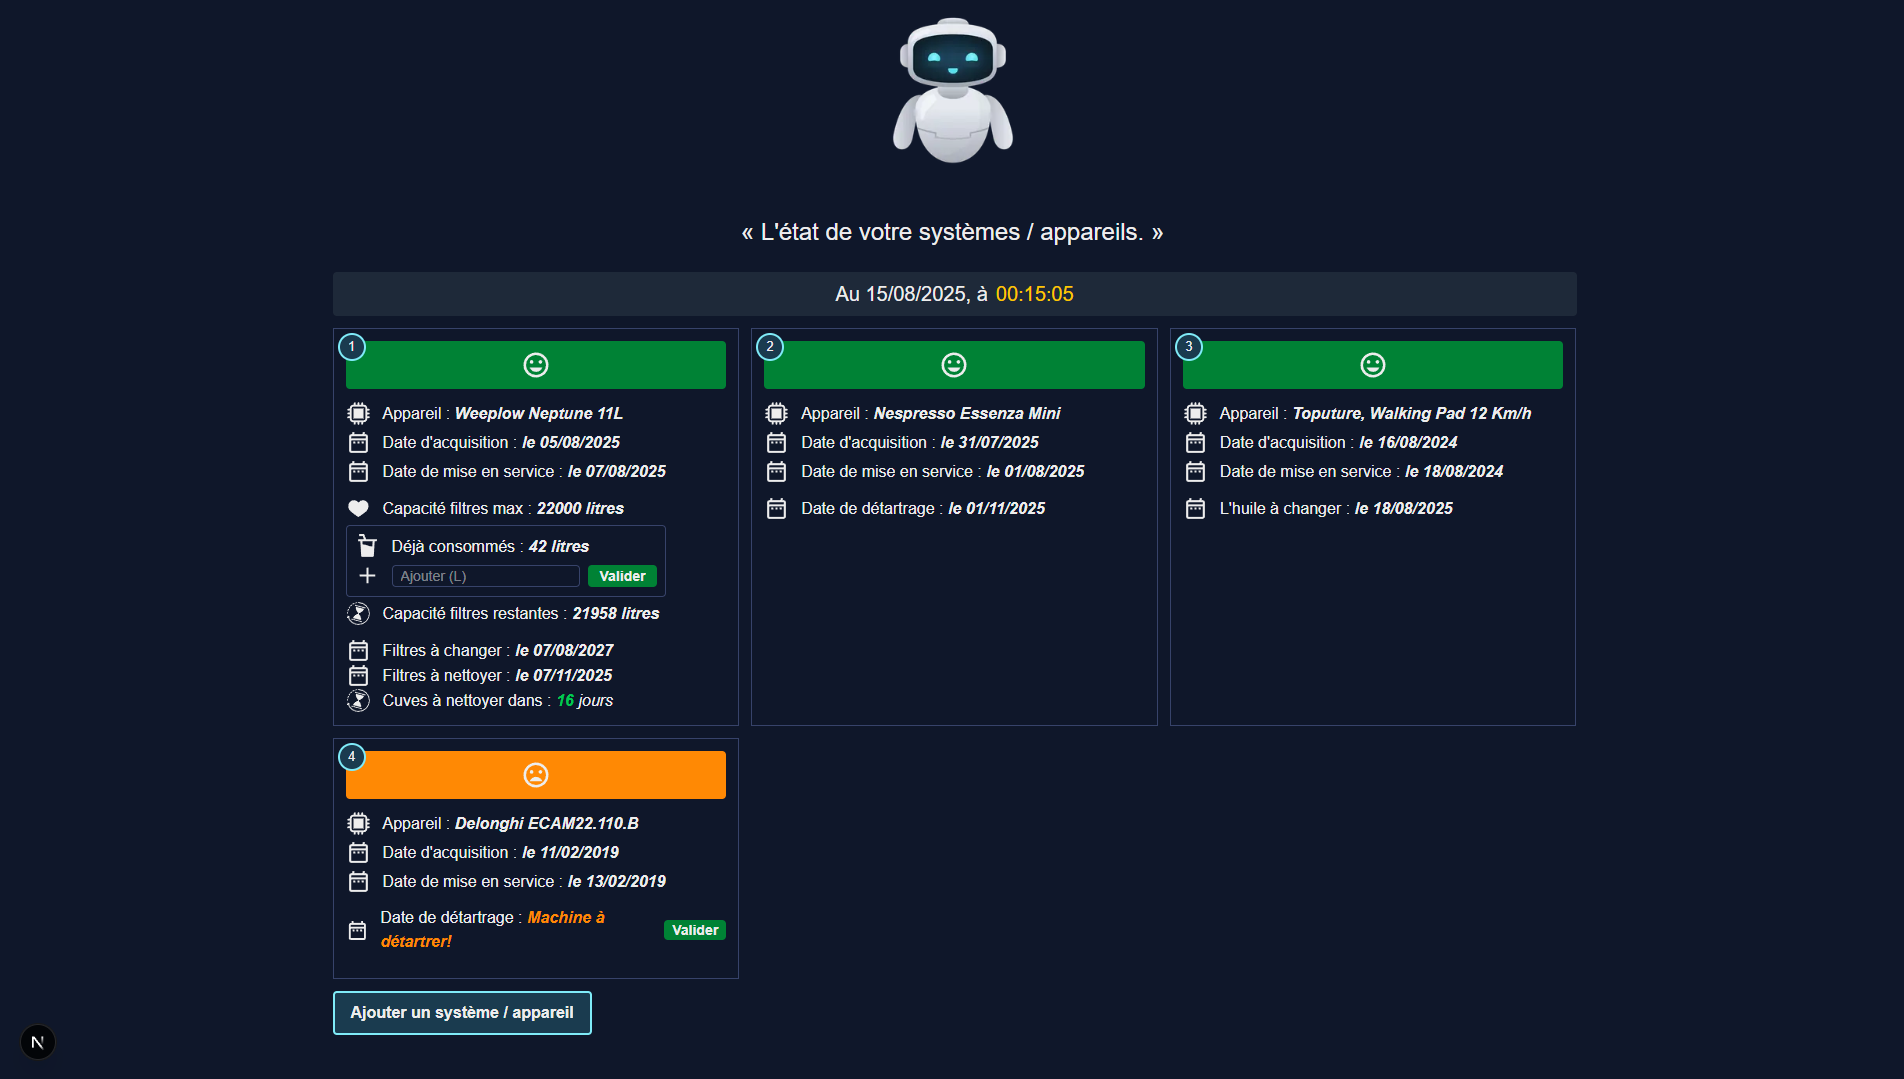 « L'état de votre systèmes / appareils. »
Au 15/08/2025, à 00:15:05
1
Appareil : Weeplow Neptune 11L
Date d'acquisition : le 05/08/2025
Date de mise en service : le 07/08/2025
Capacité filtres max : 22000 litres
Déjà consommés : 42 litres
Ajouter (L) Valider
Capacité filtres restantes : 21958 litres
Filtres à changer : le 07/08/2027
Filtres à nettoyer : le 07/11/2025
Cuves à nettoyer dans : 16 jours
2
Appareil : Nespresso Essenza Mini
Date d'acquisition : le 31/07/2025
Date de mise en service : le 01/08/2025
Date de détartrage : le 01/11/2025
3
Appareil : Toputure, Walking Pad 12 Km/h
Date d'acquisition : le 16/08/2024
Date de mise en service : le 18/08/2024
L'huile à changer : le 18/08/2025
4
Appareil : Delonghi ECAM22.110.B
Date d'acquisition : le 11/02/2019
Date de mise en service : le 13/02/2019
Date de détartrage : Machine à
détartrer!
Valider
Ajouter un système / appareil
N